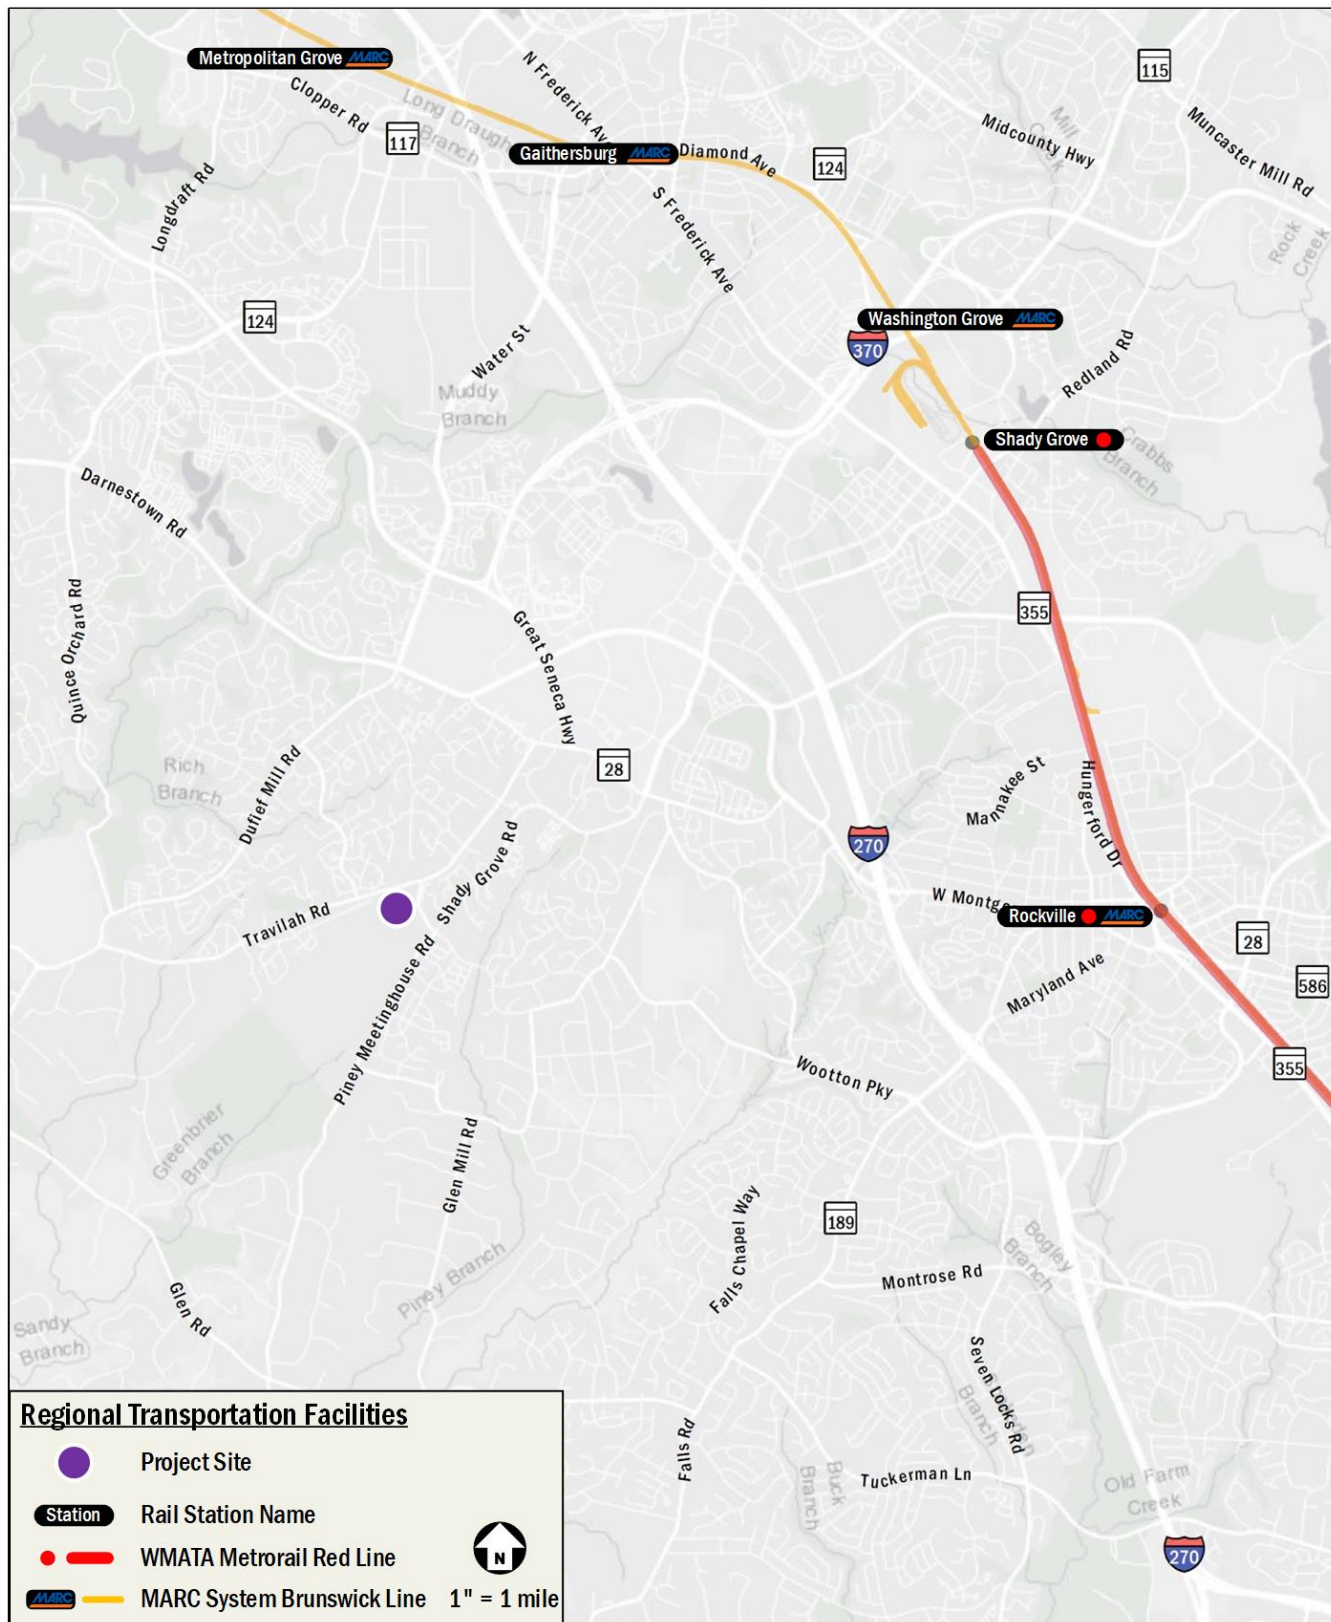 Metropolitan Grove MARC
N Frederick Ave
115
Clopper Rd
Long Draught
Branch
117
Gaithersburg MARC
Diamond Ave
124
Midcounty Hwy
Mill
Creek
Muncaster Mill Rd
Longdraft Rd
S Frederick Ave
Rock
Creek
124
Washington Grove MARC
370
Water St
Redland Rd
Muddy
Branch
Shady Grove
Crabbs
Branch
Darnestown Rd
Quince Orchard Rd
355
Great Seneca Hwy
Rich
Branch
Dufief Mill Rd
28
Mannakee St
Hungerford Dr
270
Shady Grove Rd
W Montg
Rockville MARC
Travilah Rd
28
Piney Meetinghouse Rd
Maryland Ave
586
355
Wootton Pky
Greenbrier
Branch
Glen Mill Rd
189
Falls Chapel Way
Bogley
Branch
Montrose Rd
Piney Branch
Glen Rd
Sandy
Branch
Seven Locks Rd
Branch
Falls Rd
Buck
Branch
Tuckerman Ln
Old Farm
Creek
270
Regional Transportation Facilities
Project Site
Station Rail Station Name
WMATA Metrorail Red Line
N
MARC MARC System Brunswick Line 1" = 1 mile